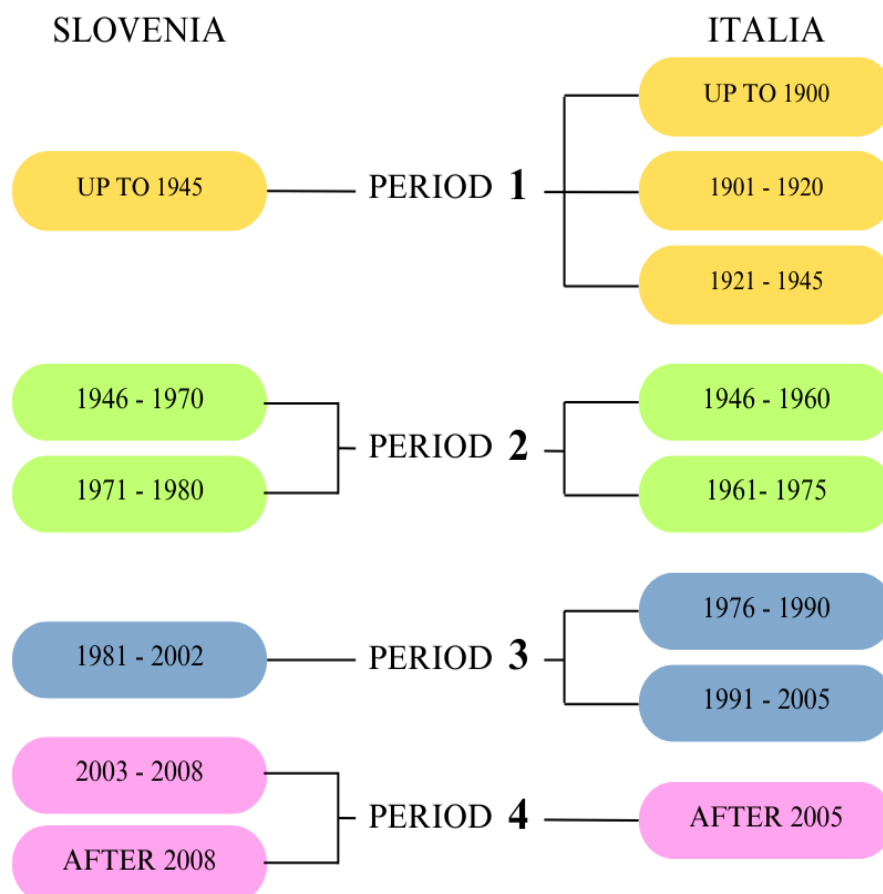 SLOVENIA
ITALIA
UP TO 1945
PERIOD 1
UP TO 1900
1901 - 1920
1921 - 1945
1946 - 1970
1971 - 1980
PERIOD 2
1946 - 1960
1961- 1975
1981 - 2002
PERIOD 3
1976 - 1990
1991 - 2005
2003 - 2008
AFTER 2008
PERIOD 4
AFTER 2005